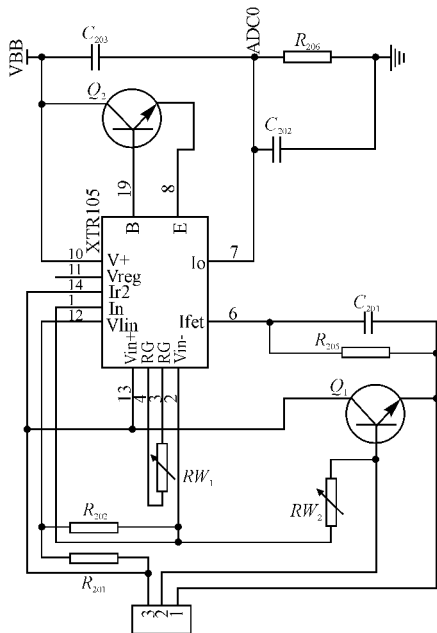 C203
ADC0
R206
VBB
Q2
C202
19
8
XTR105
B
E
10
V+
Io
7
11
Vreg
14
Ir2
1
In
12
Vlin
Ifet
6
C201
R205
Vin+
RG
RG
Vin-
13
4
3
2
Q1
RW1
RW2
R202
R201
3
2
1